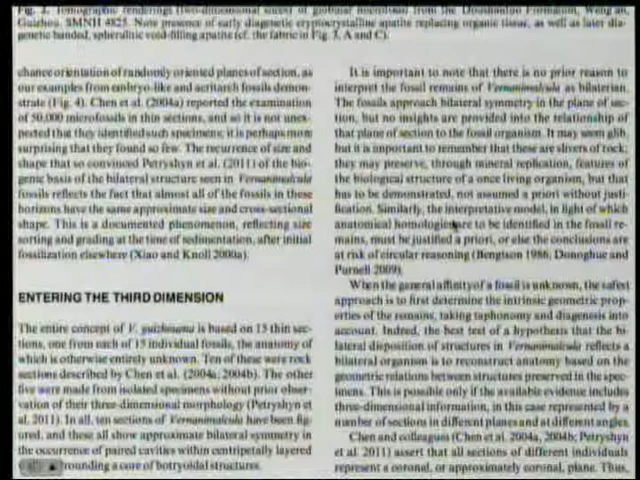 Fig. 2. Tomographic renderings (two-dimensional slices) of globular microfossil from the Doushantuo Formation, Weng'an,
Guizhou, SMNH 4825. Note presence of early diagenetic cryptocrystalline apatite replacing organic tissue, as well as later dia-
genetic banded, spherulitic void-filling apatite (cf. the fabric in Fig. 3, A and C).
chance orientation of randomly oriented planes of section, as
our examples from embryo-like and acritarch fossils demon-
strate (Fig. 4). Chen et al. (2004a) reported the examination
of 50,000 microfossils in thin sections, and so it is not unex-
pected that they identified such specimens; it is perhaps more
surprising that they found so few. The recurrence of size and
shape that so convinced Petryshyn et al. (2011) of the bio-
genic basis of the bilateral structure seen in Vernanimalcula
fossils reflects the fact that almost all of the fossils in these
horizons have the same approximate size and cross-sectional
shape. This is a documented phenomenon, reflecting size
sorting and grading at the time of sedimentation, after initial
fossilization elsewhere (Xiao and Knoll 2000a).
ENTERING THE THIRD DIMENSION
The entire concept of V. guizhouena is based on 15 thin sec-
tions, one from each of 15 individual fossils, the anatomy of
which is otherwise entirely unknown. Ten of these were rock
sections described by Chen et al. (2004a, 2004b). The other
five were made from isolated specimens without prior obser-
vation of their three-dimensional morphology (Petryshyn et
al. 2011). In all, ten sections of Vernanimalcula have been fig-
ured, and these all show approximate bilateral symmetry in
the occurrence of paired cavities within centripetally layered
rounding a core of botryoidal structures.
It is important to note that there is no prior reason to
interpret the fossil remains of Vernanimalcula as bilaterian.
The fossils approach bilateral symmetry in the plane of sec-
tion, but no insights are provided into the relationship of
that plane of section to the fossil organism. It may seem glib,
but it is important to remember that these are slivers of rock;
they may preserve, through mineral replication, features of
the biological structure of a once living organism, but that
has to be demonstrated, not assumed a priori without justi-
fication. Similarly, the interpretative model, in light of which
anatomical homologies are to be identified in the fossil re-
mains, must be justified a priori, or else the conclusions are
at risk of circular reasoning (Bengtson 1986; Donoghue and
Purnell 2009).
When the general affinity of a fossil is unknown, the safest
approach is to first determine the intrinsic geometric prop-
erties of the remains, taking taphonomy and diagenesis into
account. Indeed, the best test of a hypothesis that the bi-
lateral disposition of structures in Vernanimalcula reflects a
bilateral organism is to reconstruct anatomy based on the
geometric relations between structures preserved in the spec-
imens. This is possible only if the available evidence includes
three-dimensional information, in this case represented by a
number of sections in different planes and at different angles.
Chen and colleagues (Chen et al. 2004a, 2004b; Petryshyn
et al. 2011) assert that all sections of different individuals
represent a coronal, or approximately coronal, plane. Thus,